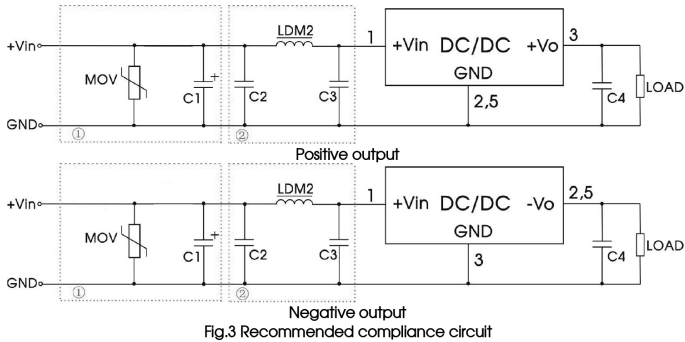 LDM2
1
+Vin
DC/DC
+Vo
3
+Vin
GND
MOV
+
C1
C2
C3
2,5
C4
LOAD
GND
①
②
Positive output
LDM2
1
+Vin
DC/DC
-Vo
2,5
+Vin
GND
MOV
+
C1
C2
C3
3
C4
LOAD
GND
①
②
Negative output
Fig.3 Recommended compliance circuit